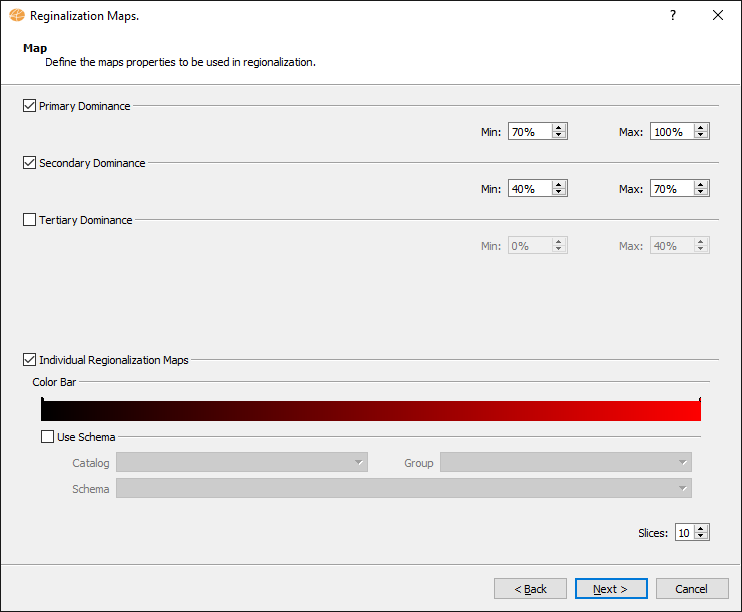 Reginalization Maps.
?
Map
Define the maps properties to be used in regionalization.
Primary Dominance
Min: 70% Max: 100%
Secondary Dominance
Min: 40% Max: 70%
Tertiary Dominance
Min: 0% Max: 40%
Individual Regionalization Maps
Color Bar
Use Schema
Catalog Group
Schema
Slices: 10
< Back Next > Cancel